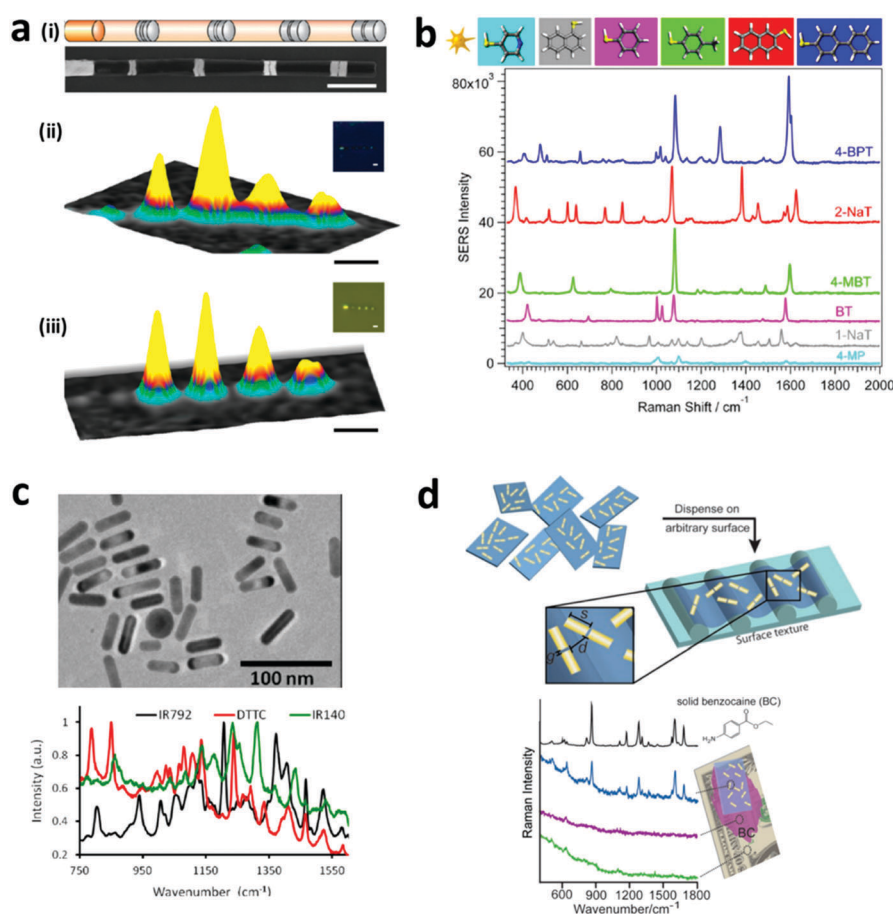 a
(i)
(ii)
(iii)
b
80x10³
60
40
20
0
SERS Intensity
4-BPT
2-NaT
4-MBT
BT
1-NaT
4-MP
400 600 800 1000 1200 1400 1600 1800 2000
Raman Shift / cm⁻¹
c
100 nm
IR792 DTTC IR140
1
0.8
0.6
0.4
0.2
Intensity (a.u.)
750 950 1150 1350 1550
Wavenumber (cm⁻¹)
d
Dispense on
arbitrary surface
s
d
g
Surface texture
solid benzocaine (BC)
H₂N
O
O
BC
Raman Intensity
600 900 1200 1500 1800
Wavenumber/cm⁻¹